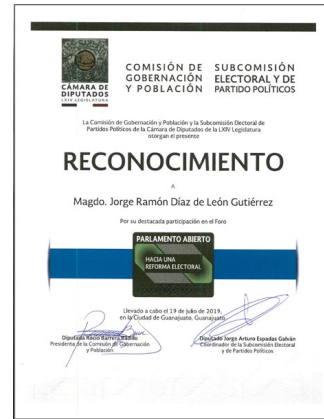 CÁMARA DE
DIPUTADOS
LXIV LEGISLATURA
COMISIÓN DE
GOBERNACIÓN
Y POBLACIÓN
SUBCOMISIÓN
ELECTORAL Y DE
PARTIDO POLÍTICOS
La Comisión de Gobernación y Población y la Subcomisión Electoral de
Partidos Políticos de la Cámara de Diputados de la LXIV Legislatura
otorgan el presente
RECONOCIMIENTO
A
Magdo. Jorge Ramón Díaz de León Gutiérrez
Por su destacada participación en el Foro
PARLAMENTO ABIERTO
HACIA UNA
REFORMA ELECTORAL
Llevado a cabo el 19 de julio de 2019,
en la Ciudad de Guanajuato, Guanajuato
Diputada Rocío Barrera Badillo
Presidenta de la Comisión de Gobernación
y Población
Diputado Jorge Arturo Espadas Galván
Coordinador de la Subcomisión Electoral
y de Partidos Políticos